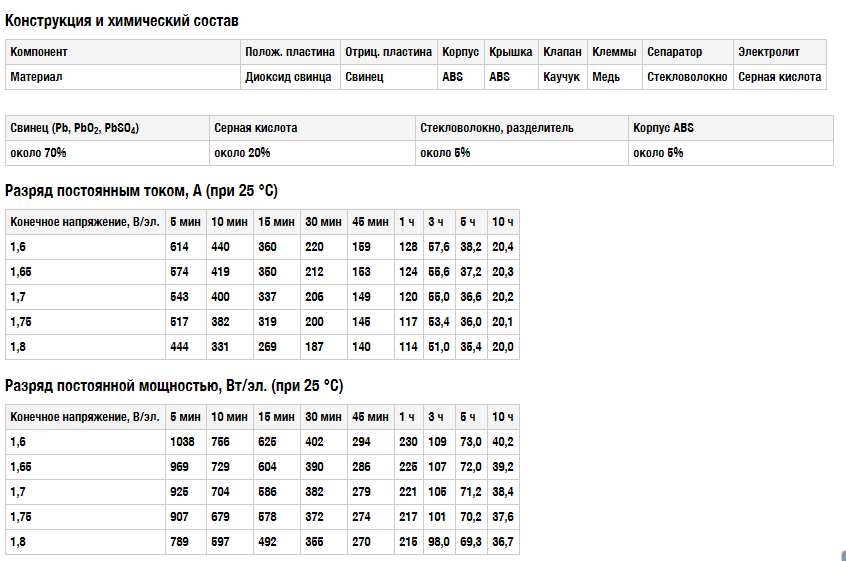 Конструкция и химический состав
Компонент Полож. пластина Отриц. пластина Корпус Крышка Клапан Клеммы Сепаратор Электролит
Материал Диоксид свинца Свинец ABS ABS Каучук Медь Стекловолокно Серная кислота
Свинец (Pb, PbO₂, PbSO₄) Серная кислота Стекловолокно, разделитель Корпус ABS
около 70% около 20% около 5% около 5%
Разряд постоянным током, А (при 25 °C)
Конечное напряжение, В/эл. 5 мин 10 мин 15 мин 30 мин 45 мин 1 ч 3 ч 5 ч 10 ч
1,6 614 440 360 220 159 128 57,6 38,2 20,4
1,65 574 419 350 212 153 124 55,6 37,2 20,3
1,7 543 400 337 206 149 120 55,0 36,6 20,2
1,75 517 382 319 200 145 117 53,4 36,0 20,1
1,8 444 331 269 187 140 114 51,0 35,4 20,0
Разряд постоянной мощностью, Вт/эл. (при 25 °C)
Конечное напряжение, В/эл. 5 мин 10 мин 15 мин 30 мин 45 мин 1 ч 3 ч 5 ч 10 ч
1,6 1038 756 625 402 294 230 109 73,0 40,2
1,65 969 729 604 390 286 225 107 72,0 39,2
1,7 925 704 586 382 279 221 105 71,2 38,4
1,75 907 679 578 372 274 217 101 70,2 37,6
1,8 789 597 492 355 270 215 98,0 69,3 36,7